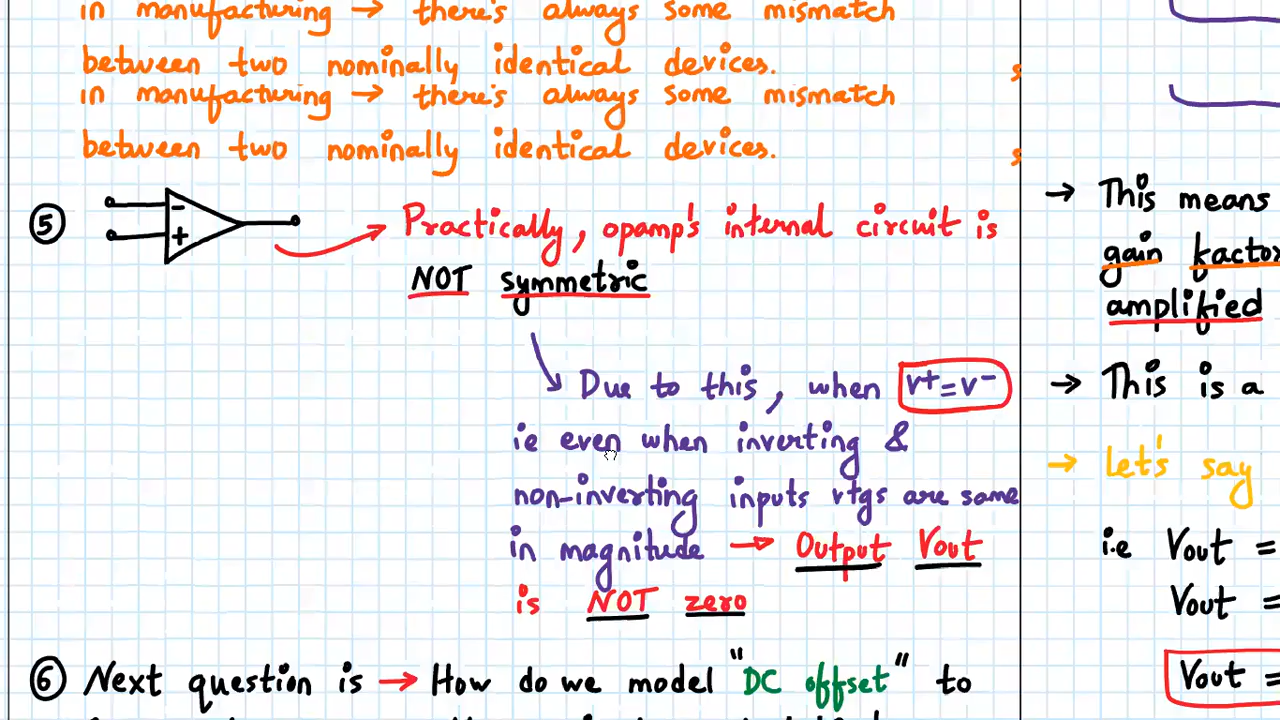 in manufacturing → there's always some mismatch
between two nominally identical devices.
in manufacturing → there's always some mismatch
between two nominally identical devices.
⑤ - + → Practically, opamp's internal circuit is
NOT symmetric
Due to this, when v+=v-
ie even when inverting &
non-inverting inputs vtgs are same
in magnitude → Output Vout
is NOT zero
⑥ Next question is → How do we model "DC offset" to
→ This means
gain factor
amplified
→ This is a
→ Let's say
i.e Vout =
Vout =
Vout =